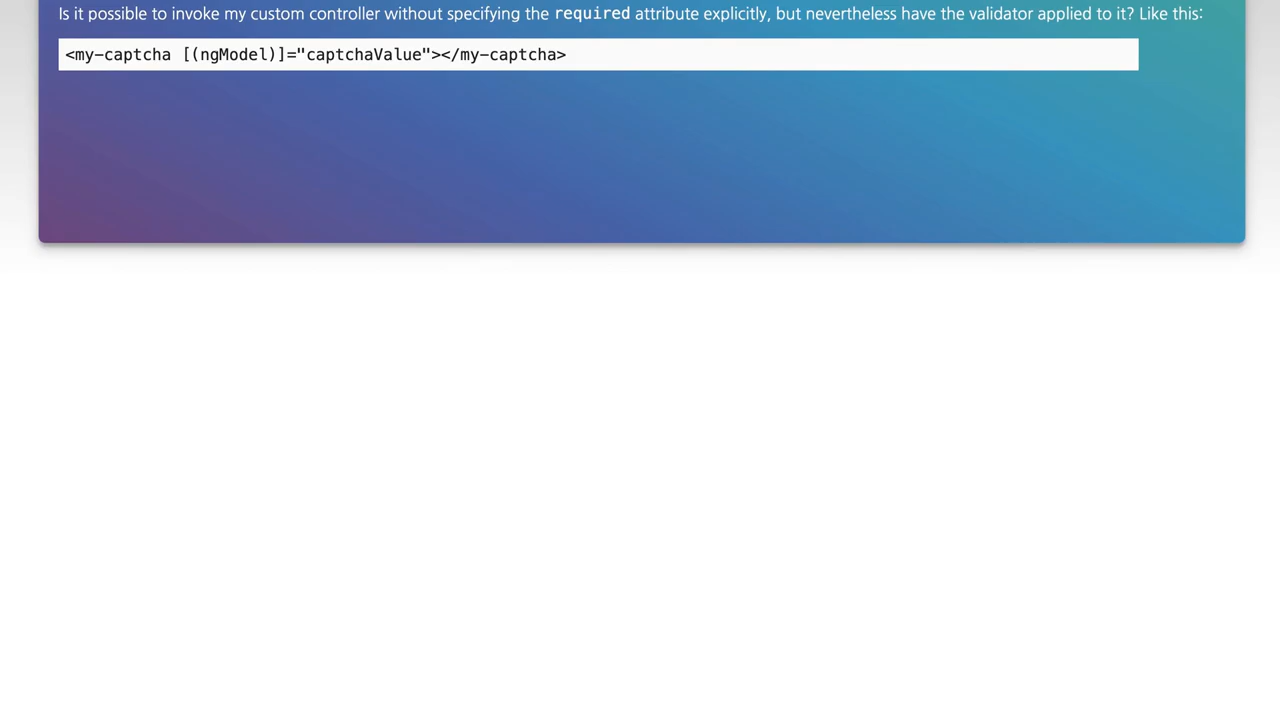 Is it possible to invoke my custom controller without specifying the required attribute explicitly, but nevertheless have the validator applied to it? Like this:
<my-captcha [(ngModel)]="captchaValue"></my-captcha>